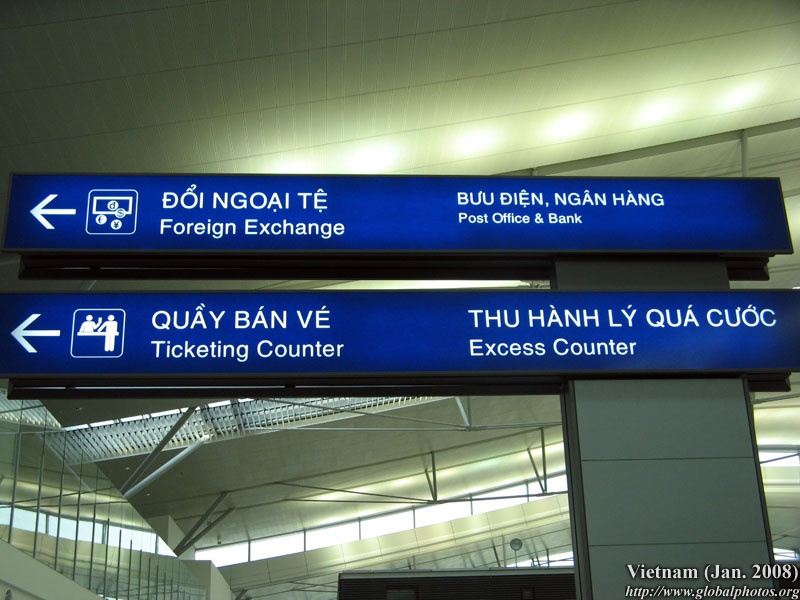 ĐỔI NGOẠI TỆ
Foreign Exchange
BƯU ĐIỆN, NGÂN HÀNG
Post Office & Bank
QUẦY BÁN VÉ
Ticketing Counter
THU HÀNH LÝ QUÁ CƯỚC
Excess Counter
Vietnam (Jan. 2008)
http://www.globalphotos.org